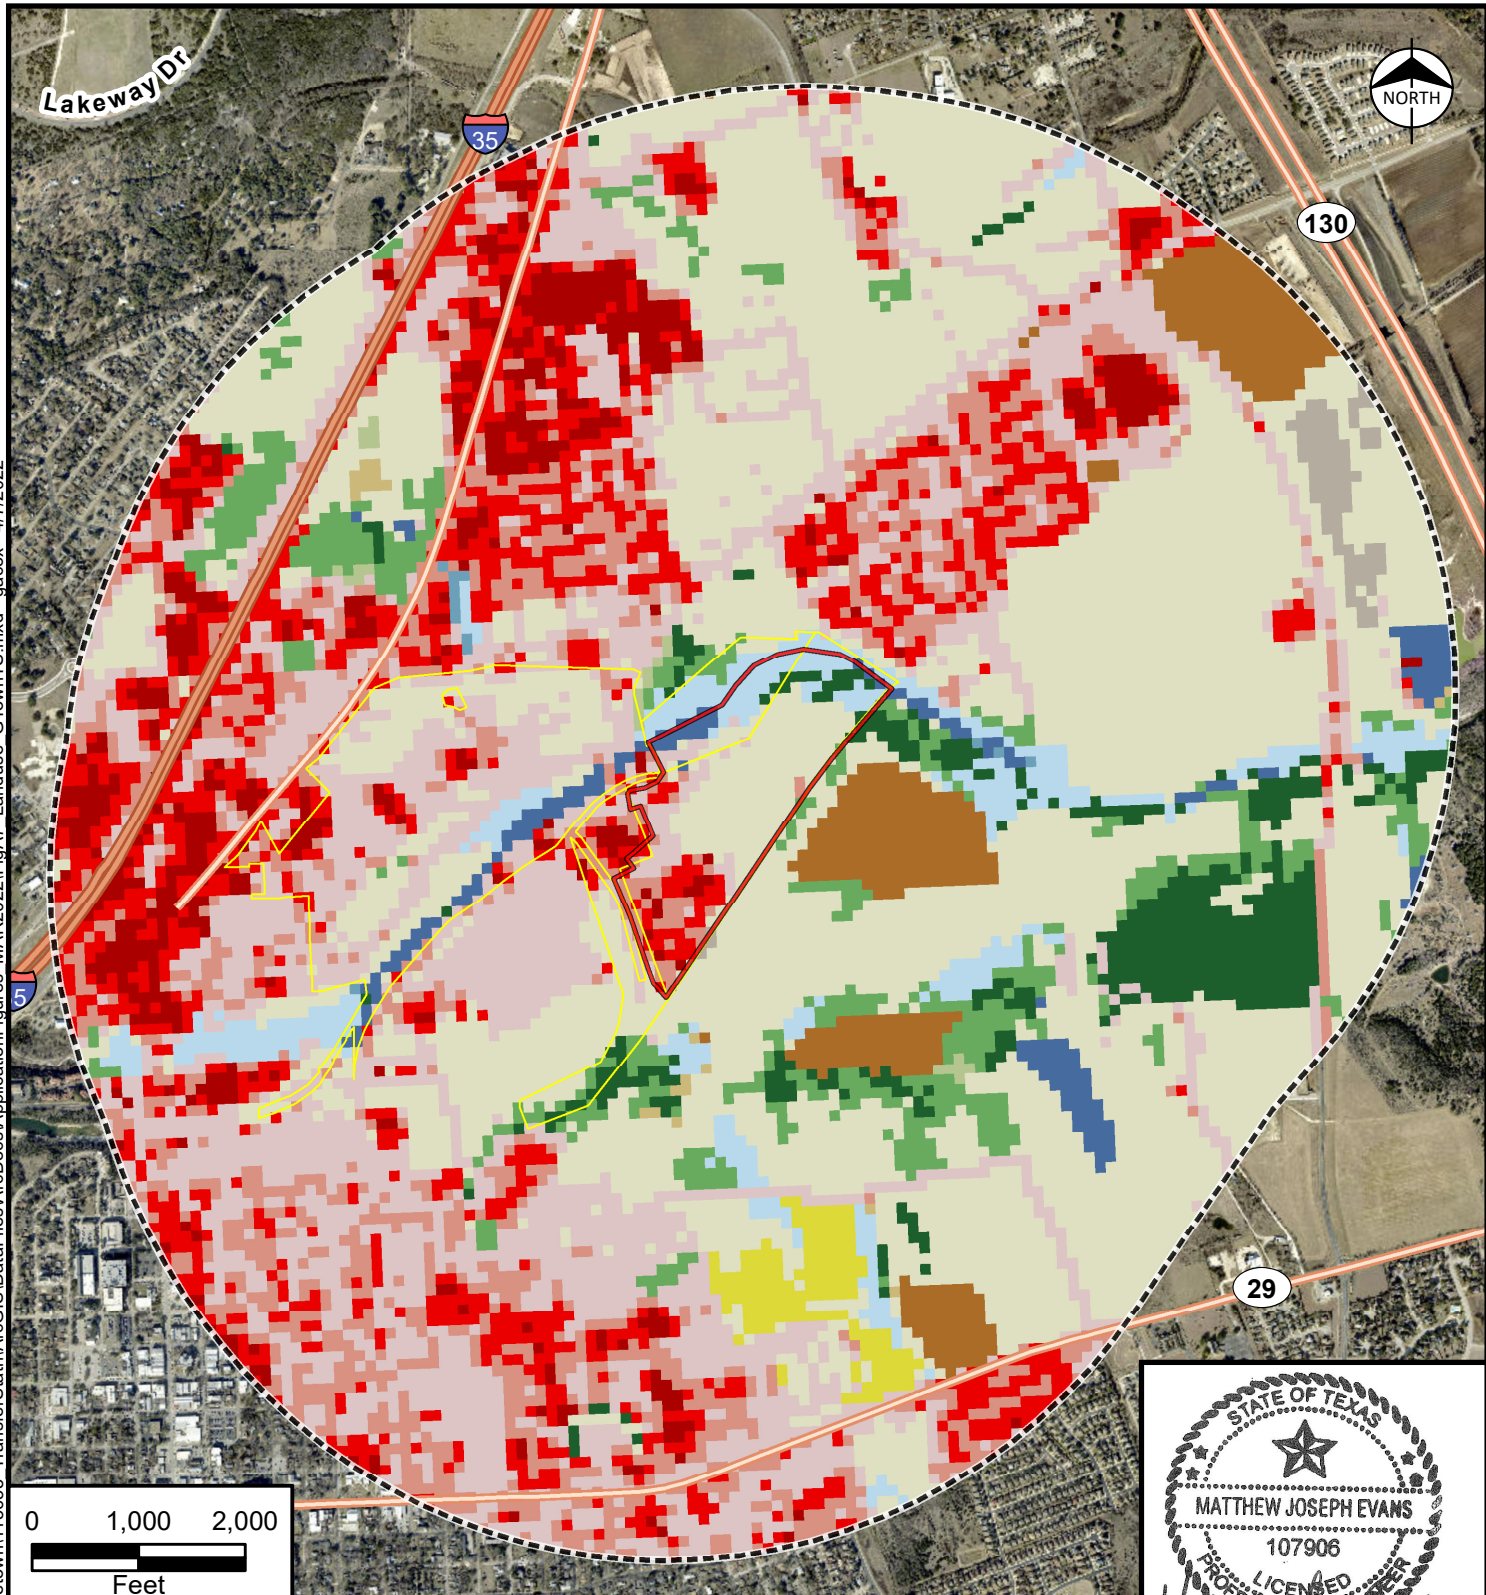 Lakeway Dr
35
NORTH
130
5
29
0 1,000 2,000
Feet
STATE OF TEXAS
MATTHEW JOSEPH EVANS
107906
LICENSED